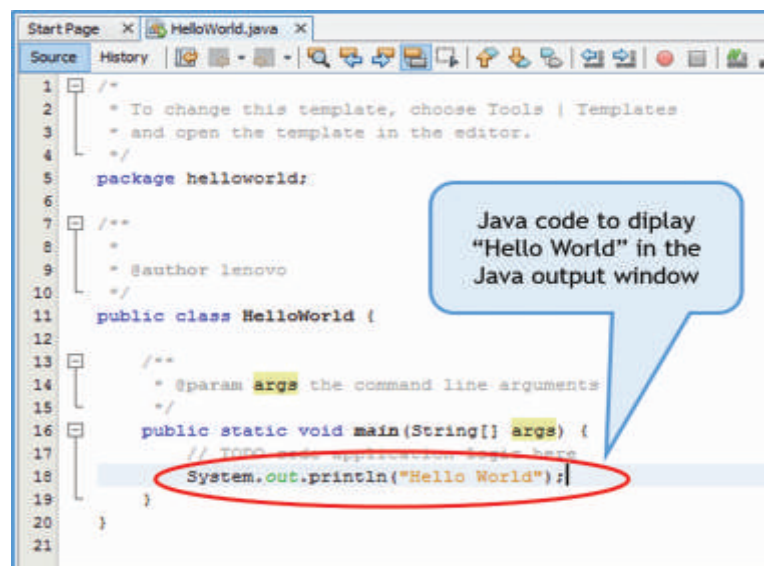 Start Page HelloWorld.java
Source History
1 /*
2 * To change this template, choose Tools | Templates
3 * and open the template in the editor.
4 */
5 package helloworld;
6
7 /**
8 *
9 * @author lenovo
10 */
11 public class HelloWorld {
12
13 /**
14 * @param args the command line arguments
15 */
16 public static void main(String[] args) {
17 // TODO code application logic here
18 System.out.println("Hello World");
19 }
20 }
21
Java code to diplay
“Hello World” in the
Java output window